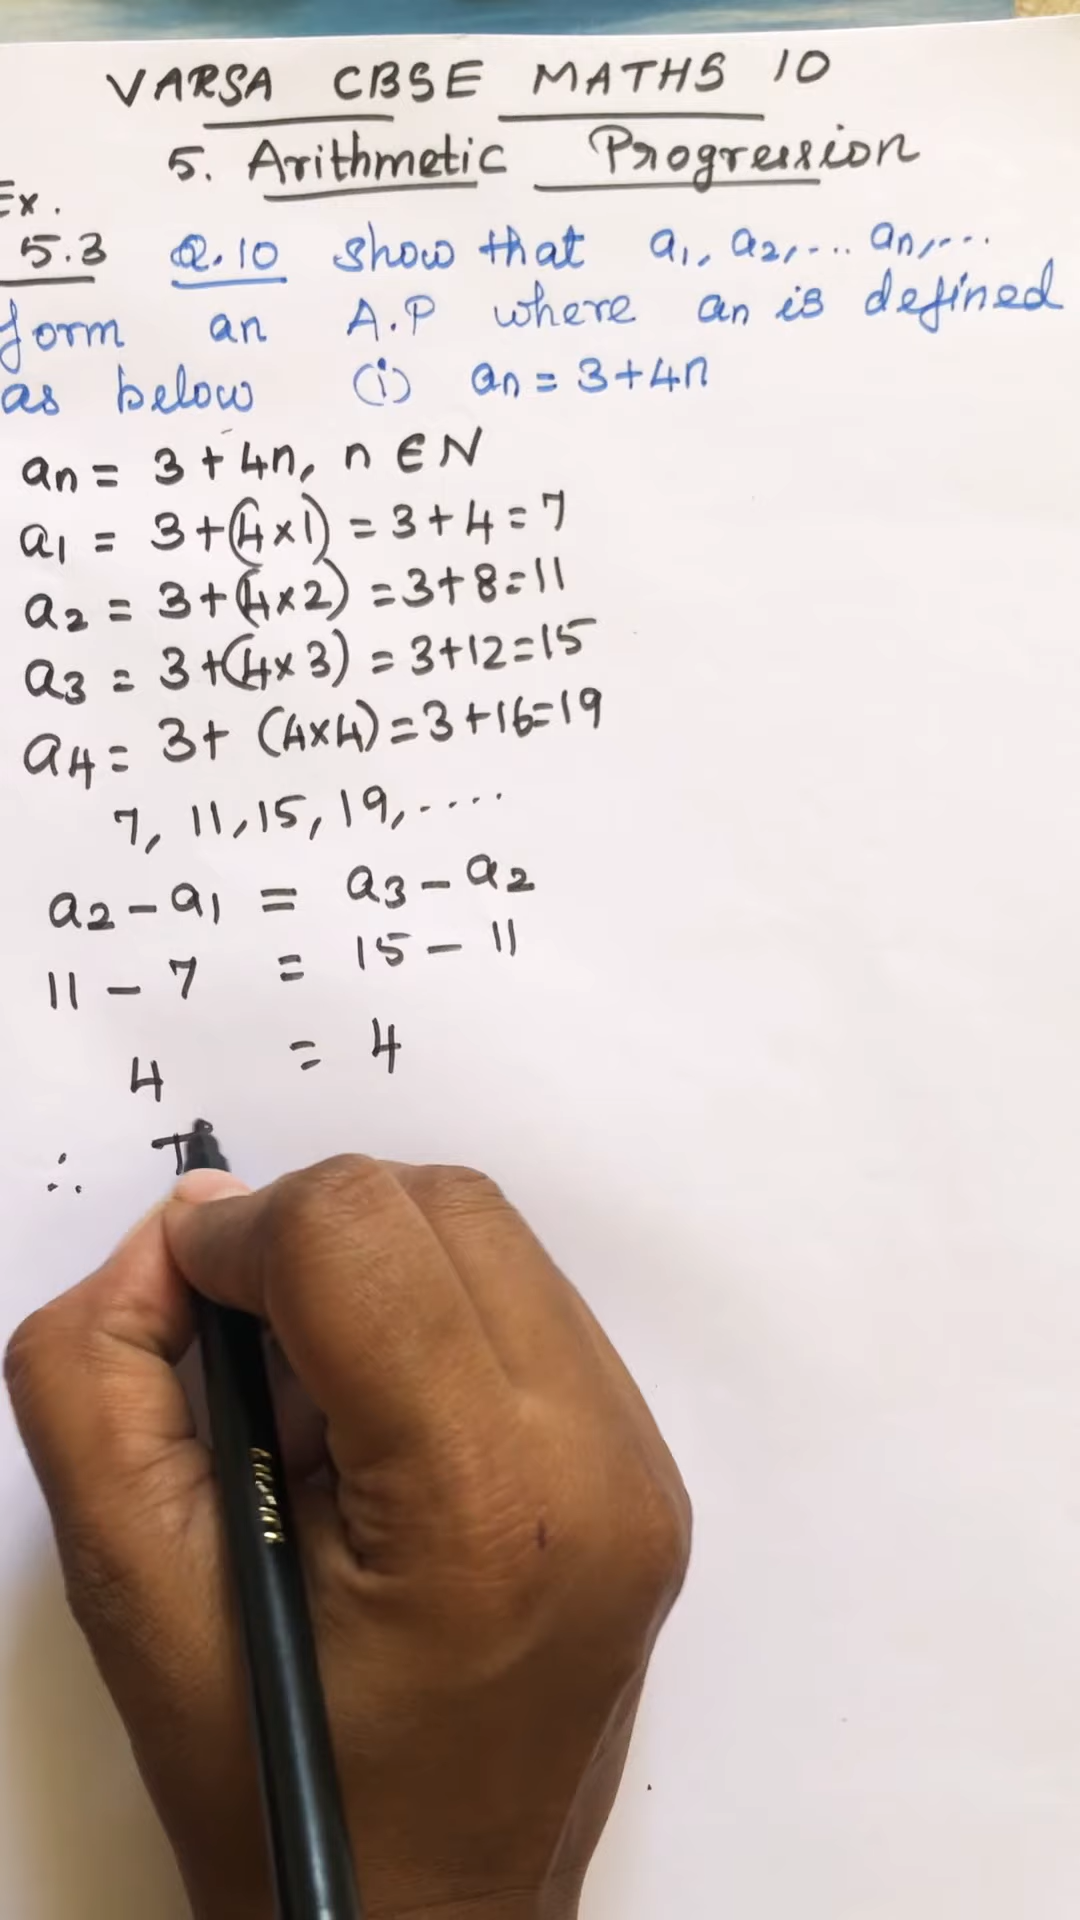 VARSA CBSE MATHS 10
5. Arithmetic Progression
Ex.
5.3 Q.10 show that a₁, a₂,... an,...
form an A.P where an is defined
as below (i) an = 3+4n
an = 3 + 4n, n ∈ N
a₁ = 3+(4×1) = 3+4=7
a₂ = 3+(4×2) =3+8=11
a₃ = 3+(4×3) = 3+12=15
a₄ = 3+ (4×4)=3+16=19
7, 11, 15, 19, ....
a₂-a₁ = a₃-a₂
11 - 7 = 15 - 11
4 = 4
∴ T